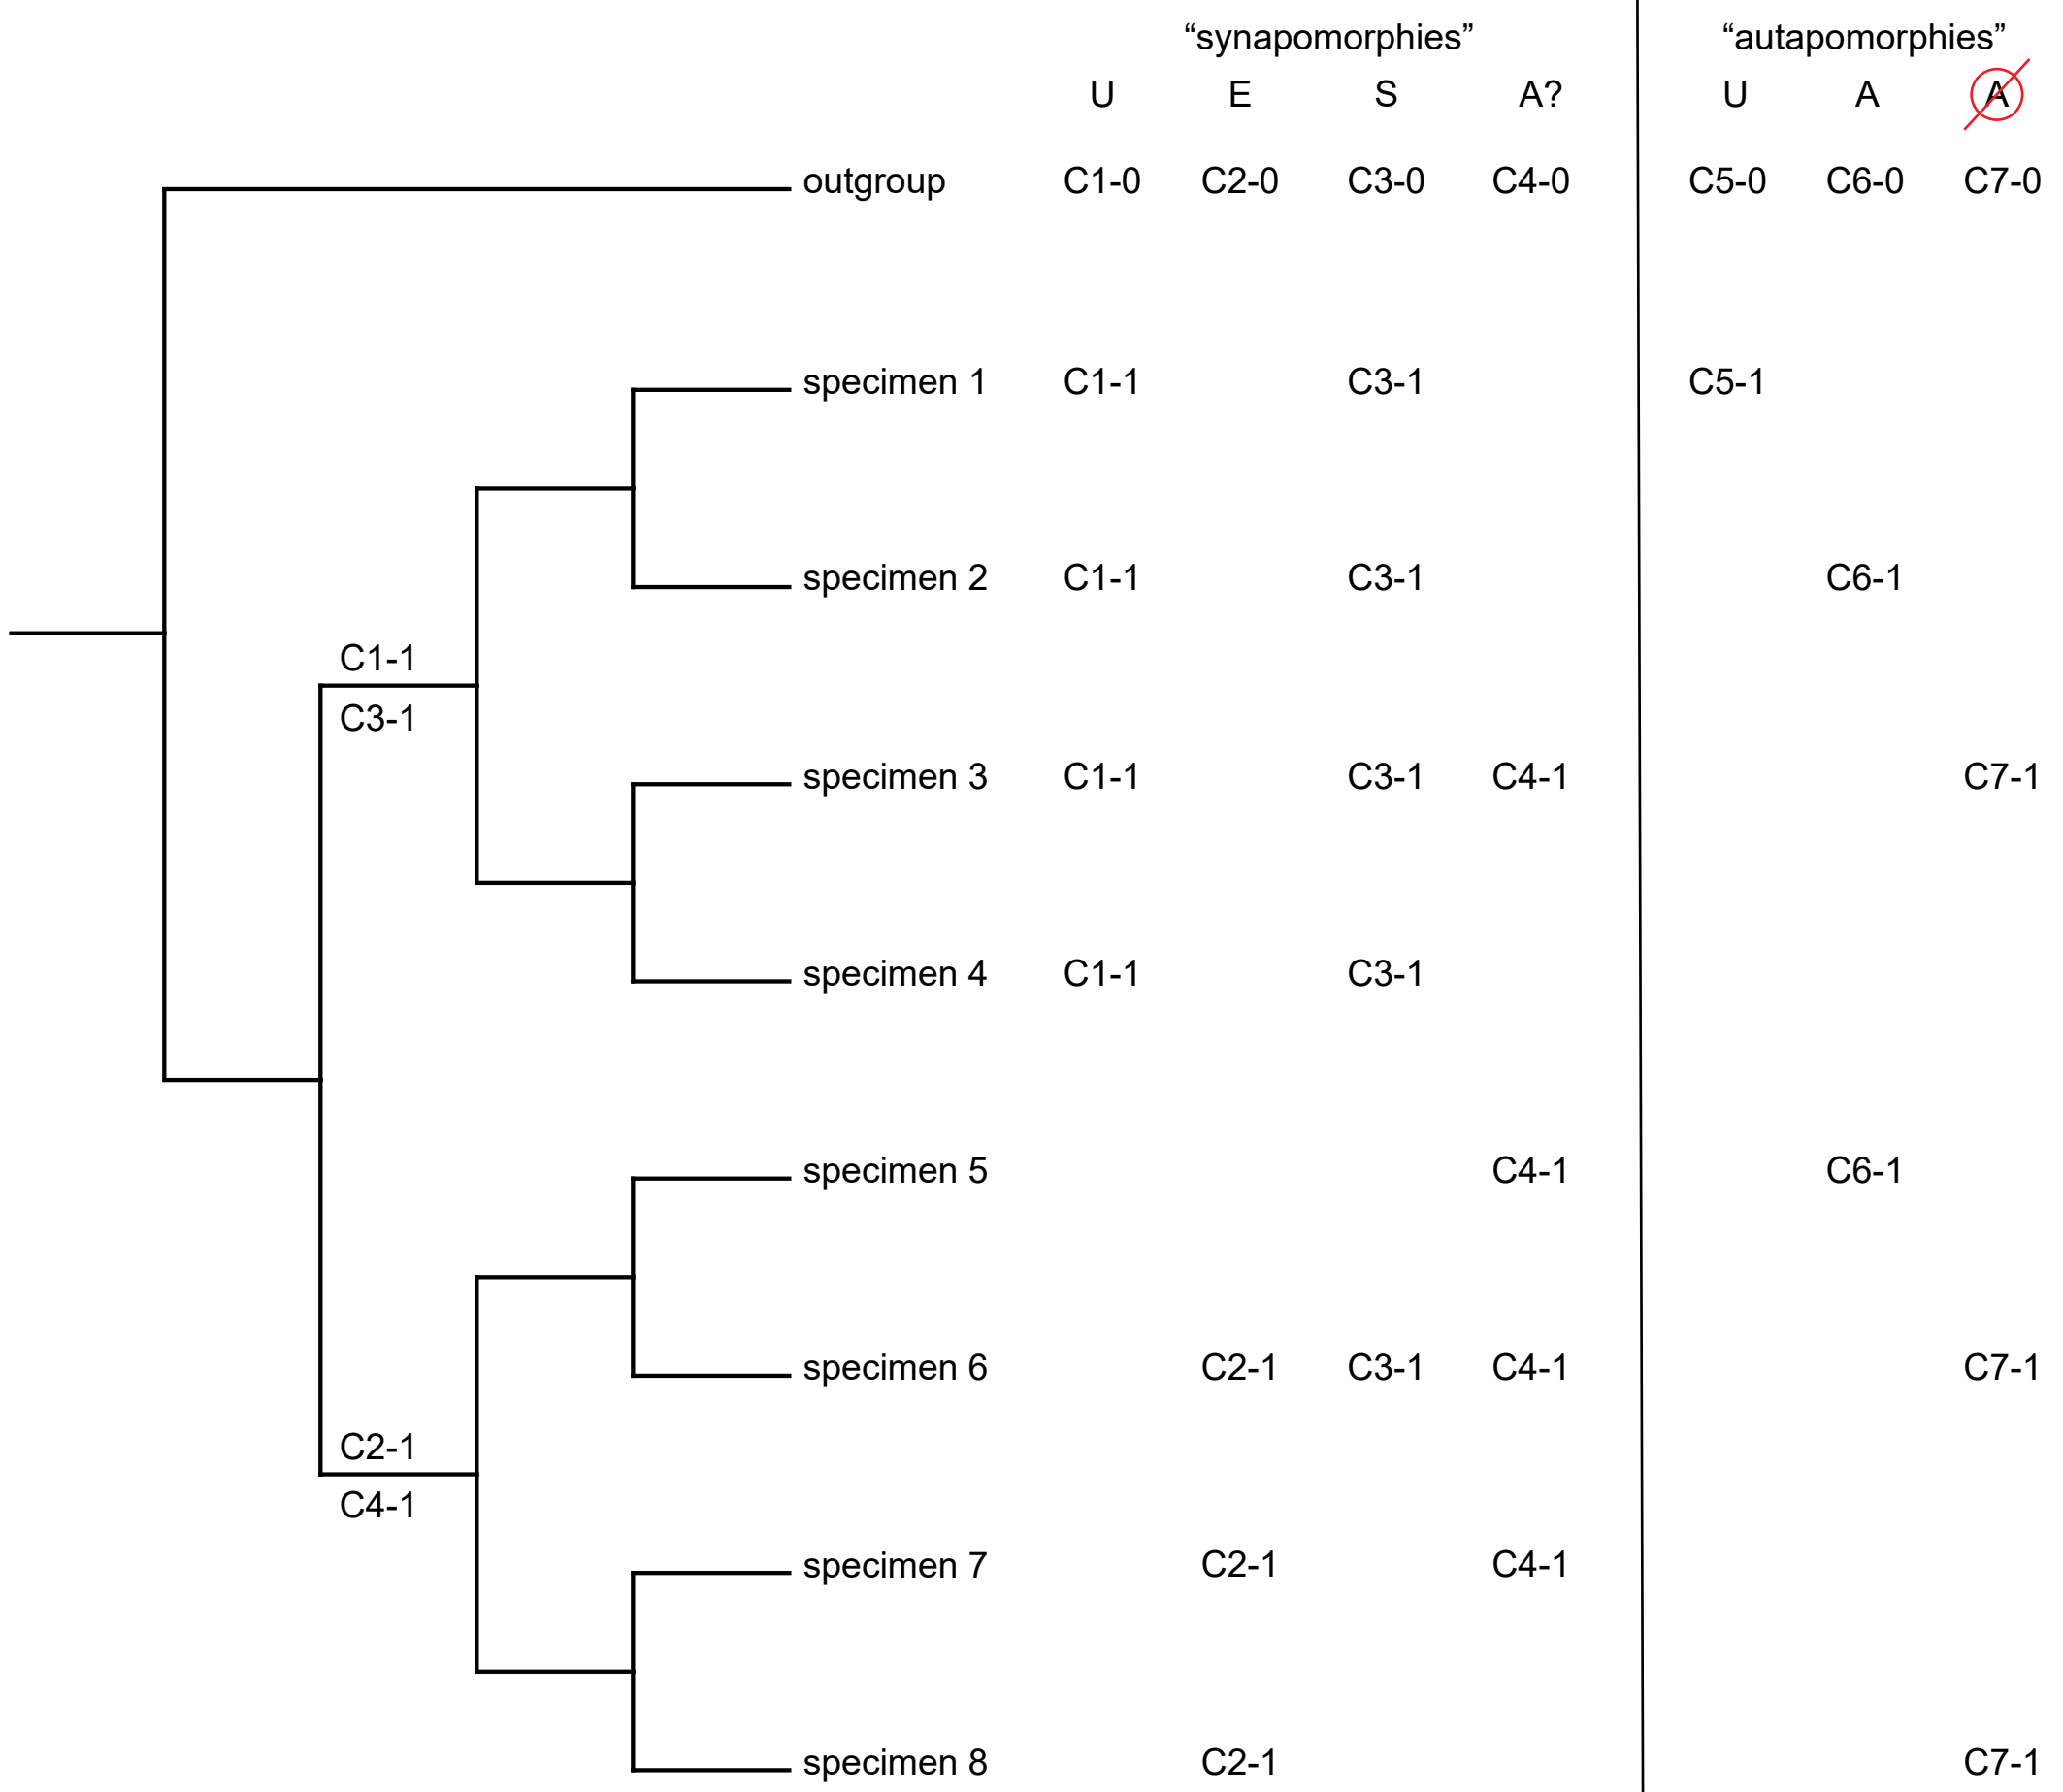 “synapomorphies” “autapomorphies”
U E S A? U A A
outgroup C1-0 C2-0 C3-0 C4-0 C5-0 C6-0 C7-0
specimen 1 C1-1 C3-1 C5-1
specimen 2 C1-1 C3-1 C6-1
C1-1
C3-1
specimen 3 C1-1 C3-1 C4-1 C7-1
specimen 4 C1-1 C3-1
specimen 5 C4-1 C6-1
specimen 6 C2-1 C3-1 C4-1 C7-1
C2-1
C4-1
specimen 7 C2-1 C4-1
specimen 8 C2-1 C7-1